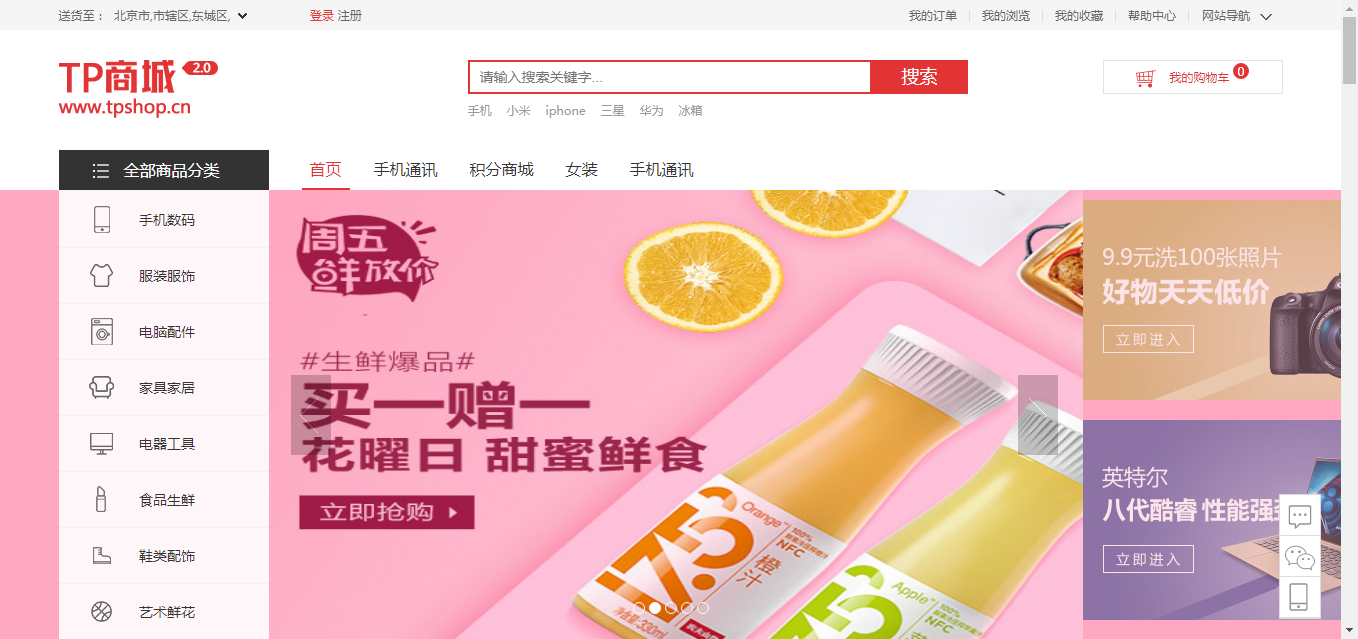 送货至： 北京市,市辖区,东城区,
登录 注册
我的订单 我的浏览 我的收藏 帮助中心 网站导航
TP商城 2.0
www.tpshop.cn
请输入搜索关键字...
搜索
我的购物车 0
手机 小米 iphone 三星 华为 冰箱
全部商品分类
首页 手机通讯 积分商城 女装 手机通讯
手机数码
服装服饰
电脑配件
家具家居
电器工具
食品生鲜
鞋类配饰
艺术鲜花
周五
鲜放价
#生鲜爆品#
买一赠一
花曜日 甜蜜鲜食
立即抢购
Orange
100%
NFC
橙汁
17.5°
净含量:330ml
Apple
100%
NFC
9.9元洗100张照片
好物天天低价
立即进入
英特尔
八代酷睿 性能强
立即进入